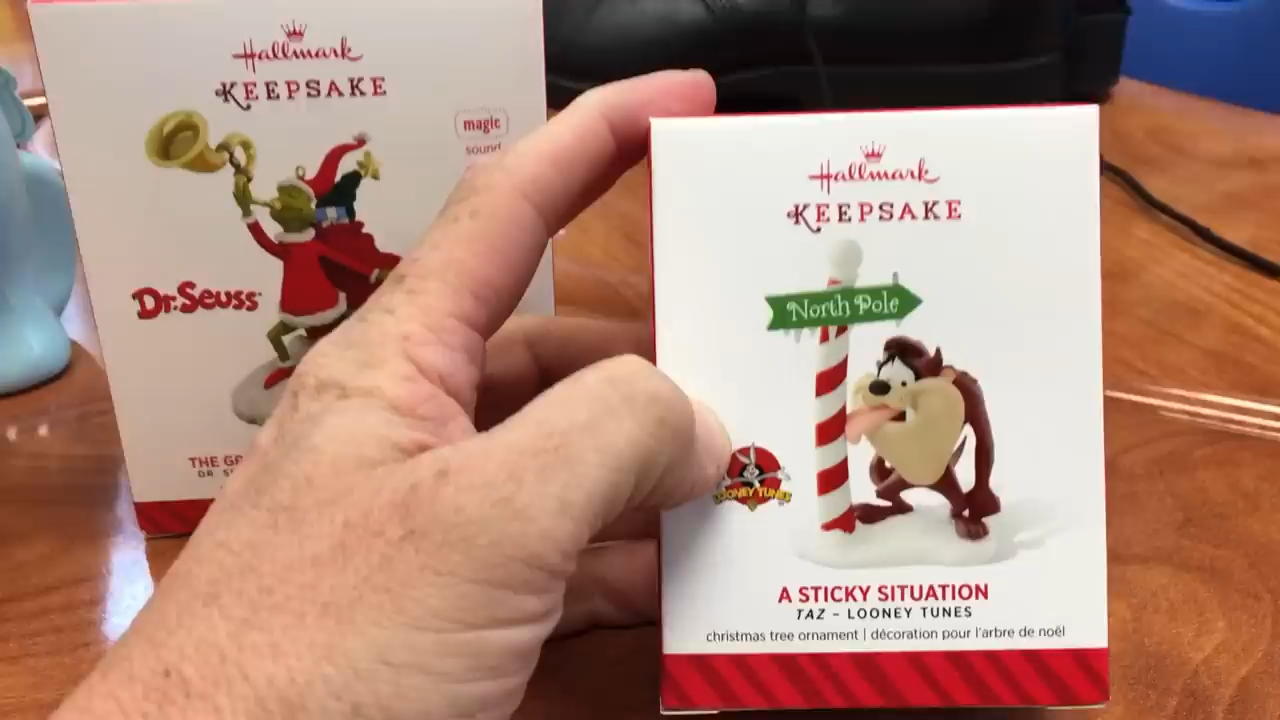 Hallmark
KEEPSAKE
magic
sound
Dr. Seuss
THE
Hallmark
KEEPSAKE
North Pole
LOONEY TUNES
A STICKY SITUATION
TAZ – LOONEY TUNES
christmas tree ornament | décoration pour l'arbre de noël